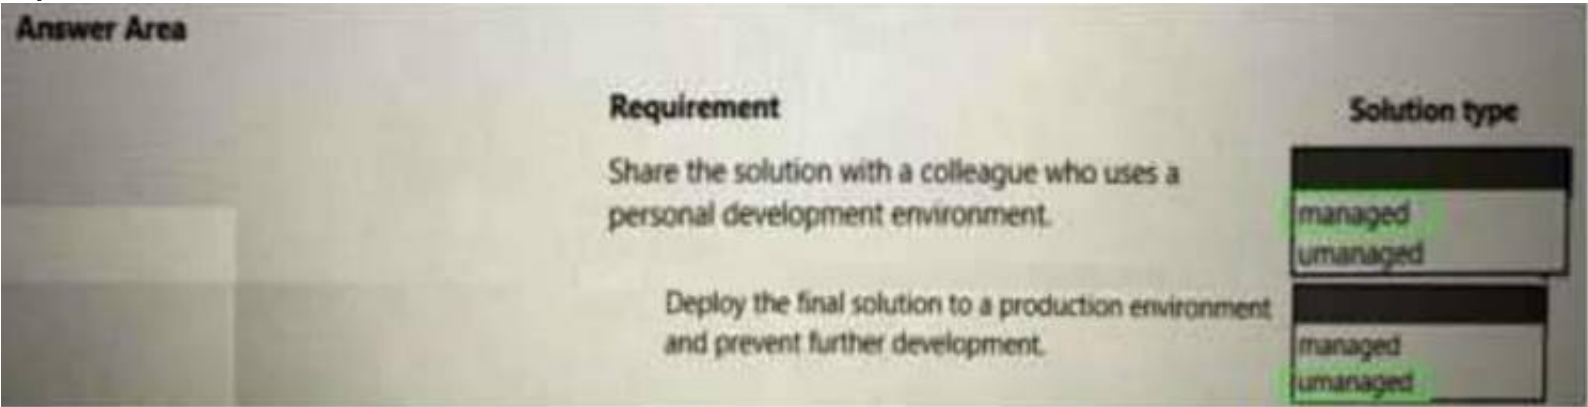 Answer Area
Requirement
Solution type
Share the solution with a colleague who uses a
personal development environment.
managed
umanaged
Deploy the final solution to a production environment
and prevent further development.
managed
umanaged